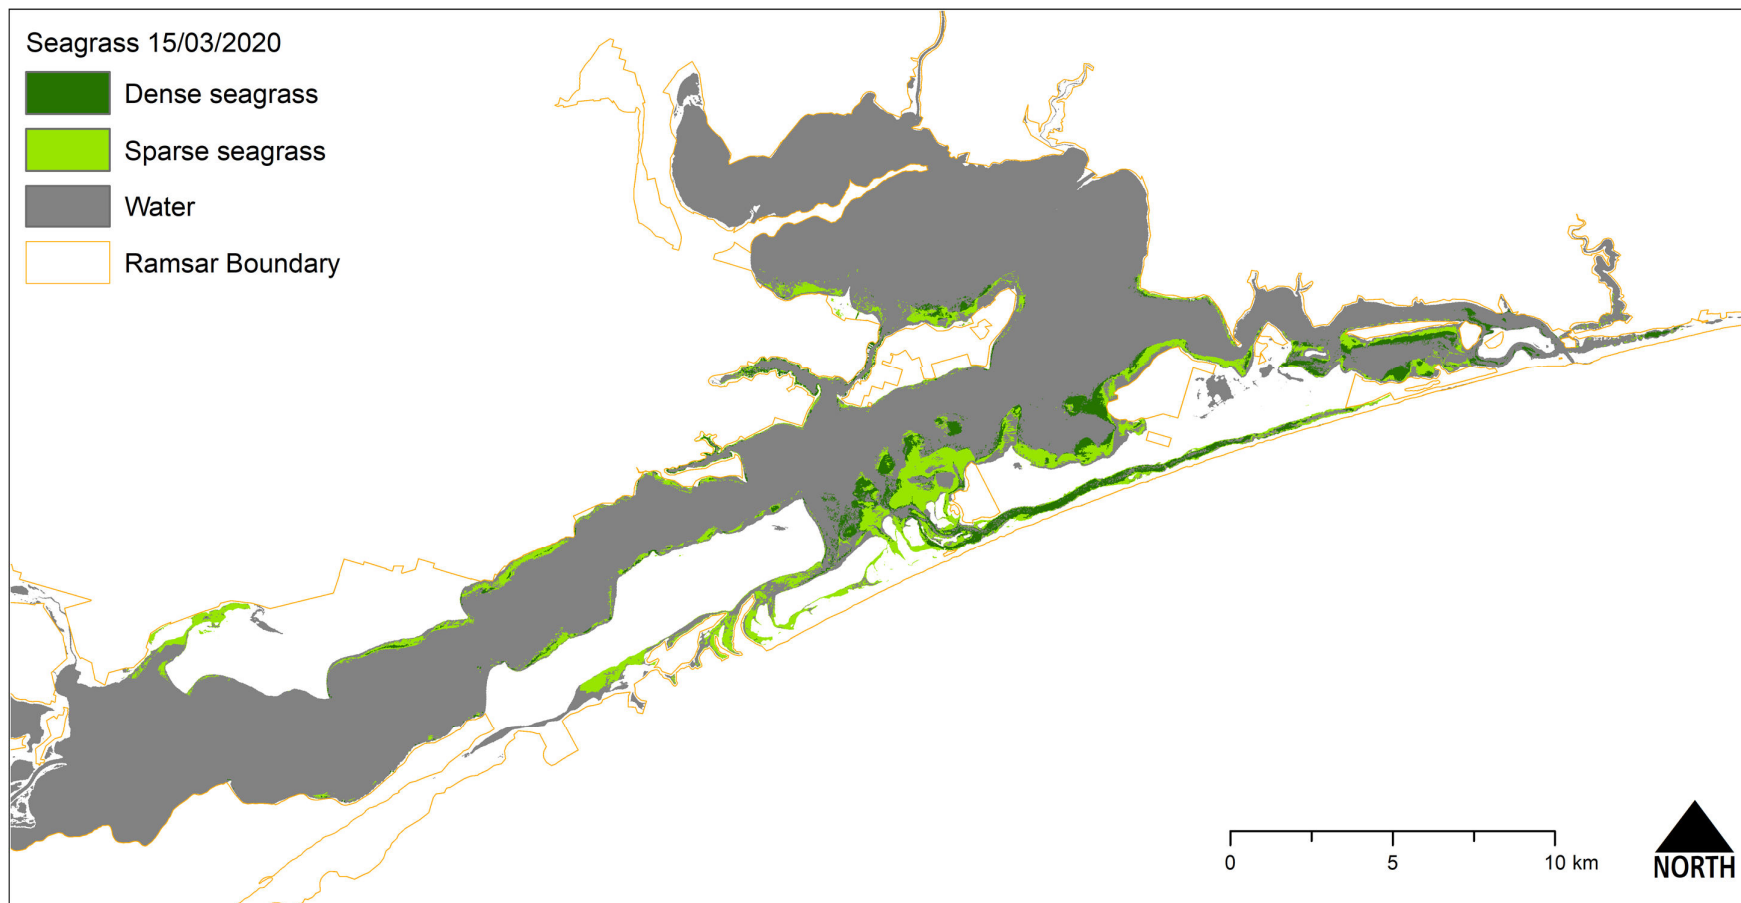 Seagrass 15/03/2020
Dense seagrass
Sparse seagrass
Water
Ramsar Boundary
0 5 10 km
NORTH